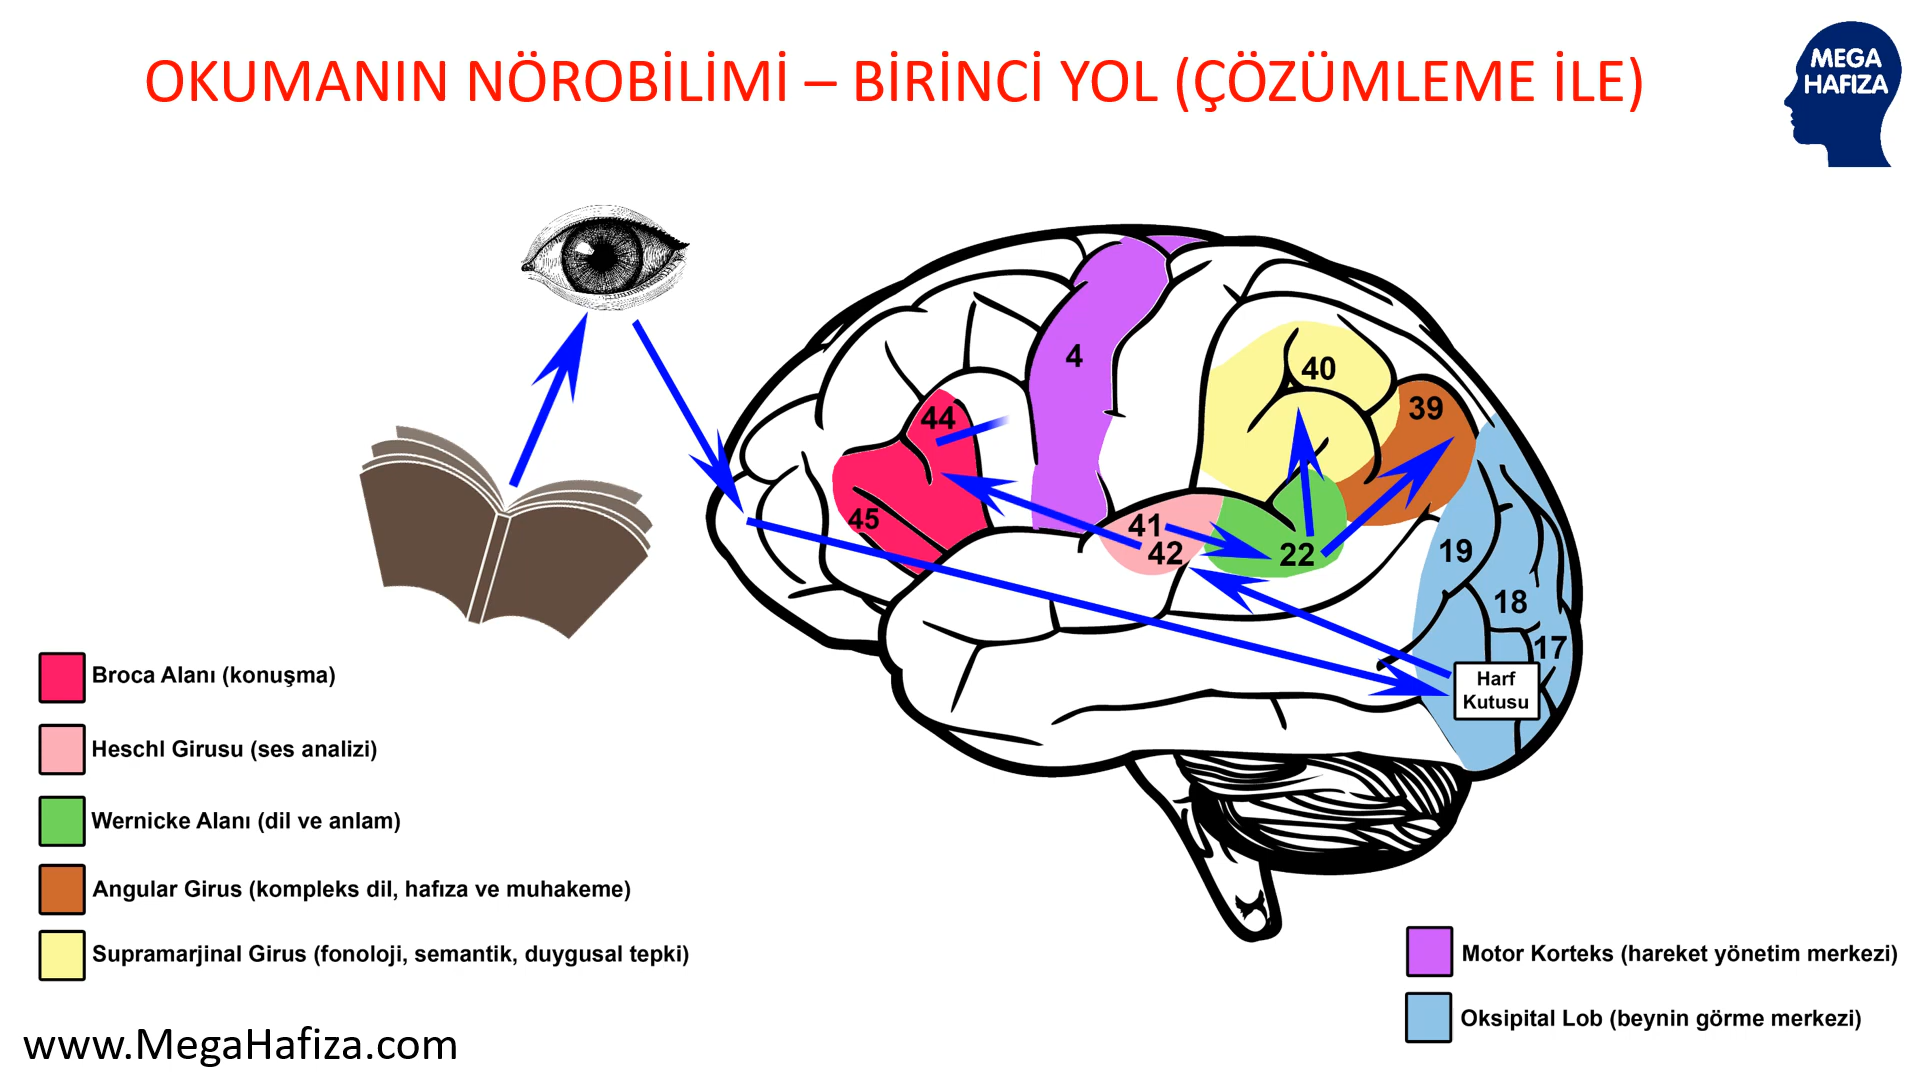 OKUMANIN NÖROBİLİMİ – BİRİNCİ YOL (ÇÖZÜMLEME İLE)
MEGA
HAFIZA
4
40
44
39
45
41
42
22
19
18
17
Harf
Kutusu
Broca Alanı (konuşma)
Heschl Girusu (ses analizi)
Wernicke Alanı (dil ve anlam)
Angular Girus (kompleks dil, hafıza ve muhakeme)
Supramarjinal Girus (fonoloji, semantik, duygusal tepki)
Motor Korteks (hareket yönetim merkezi)
Oksipital Lob (beynin görme merkezi)
www.MegaHafiza.com